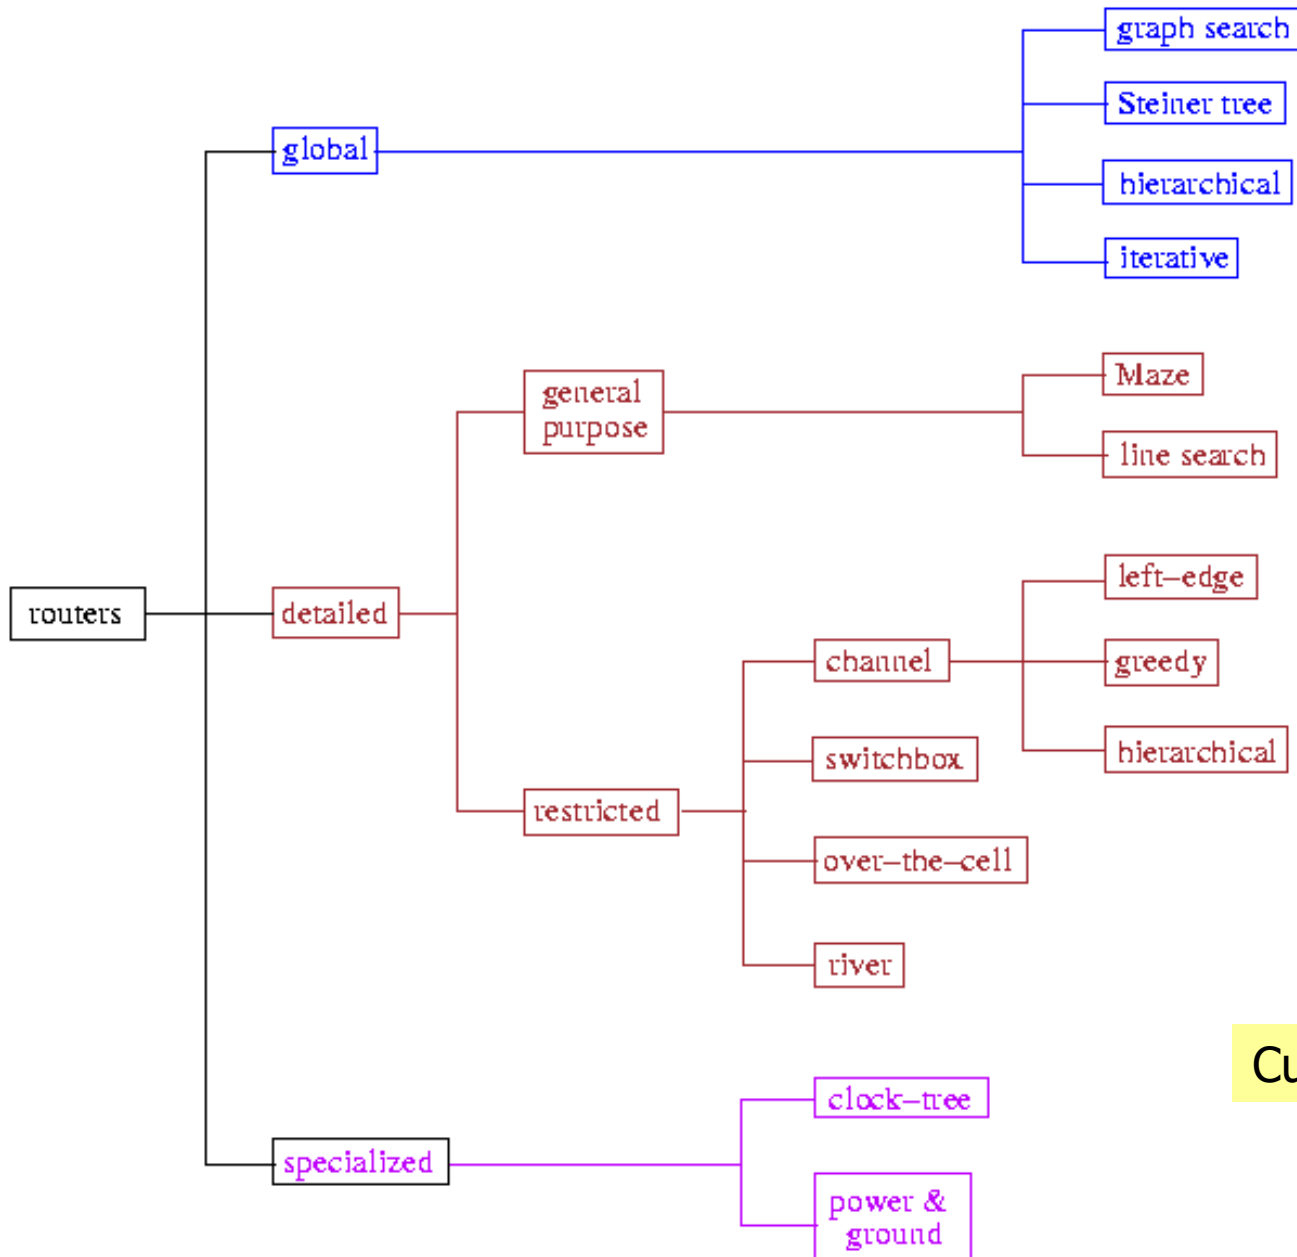 graph search
Steiner tree
global
hierarchical
iterative
general
purpose
Maze
line search
routers
detailed
left–edge
channel
greedy
switchbox
hierarchical
restricted
over–the–cell
river
clock–tree
specialized
power &
ground